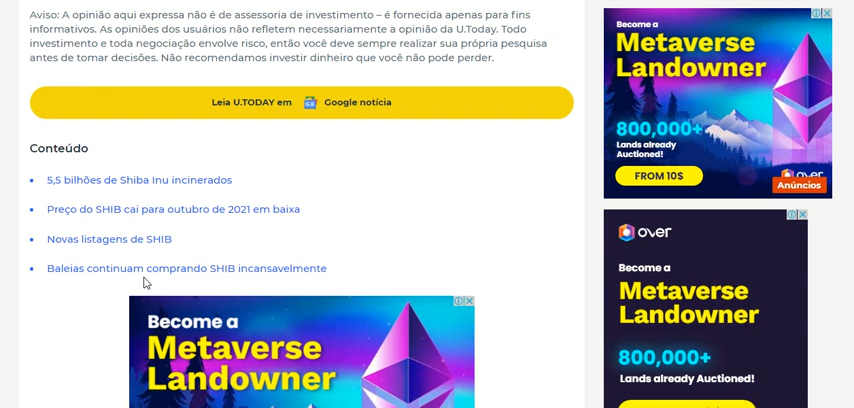 Aviso: A opinião aqui expressa não é de assessoria de investimento – é fornecida apenas para fins
informativos. As opiniões dos usuários não refletem necessariamente a opinião da U.Today. Todo
investimento e toda negociação envolve risco, então você deve sempre realizar sua própria pesquisa
antes de tomar decisões. Não recomendamos investir dinheiro que você não pode perder.
Leia U.TODAY em Google notícia
Conteúdo
5,5 bilhões de Shiba Inu incinerados
Preço do SHIB cai para outubro de 2021 em baixa
Novas listagens de SHIB
Baleias continuam comprando SHIB incansavelmente
Become a
Metaverse
Landowner
Become a
Metaverse
Landowner
800,000+
Lands already
Auctioned!
FROM 10$
over
Anúncios
over
Become a
Metaverse
Landowner
800,000+
Lands already Auctioned!